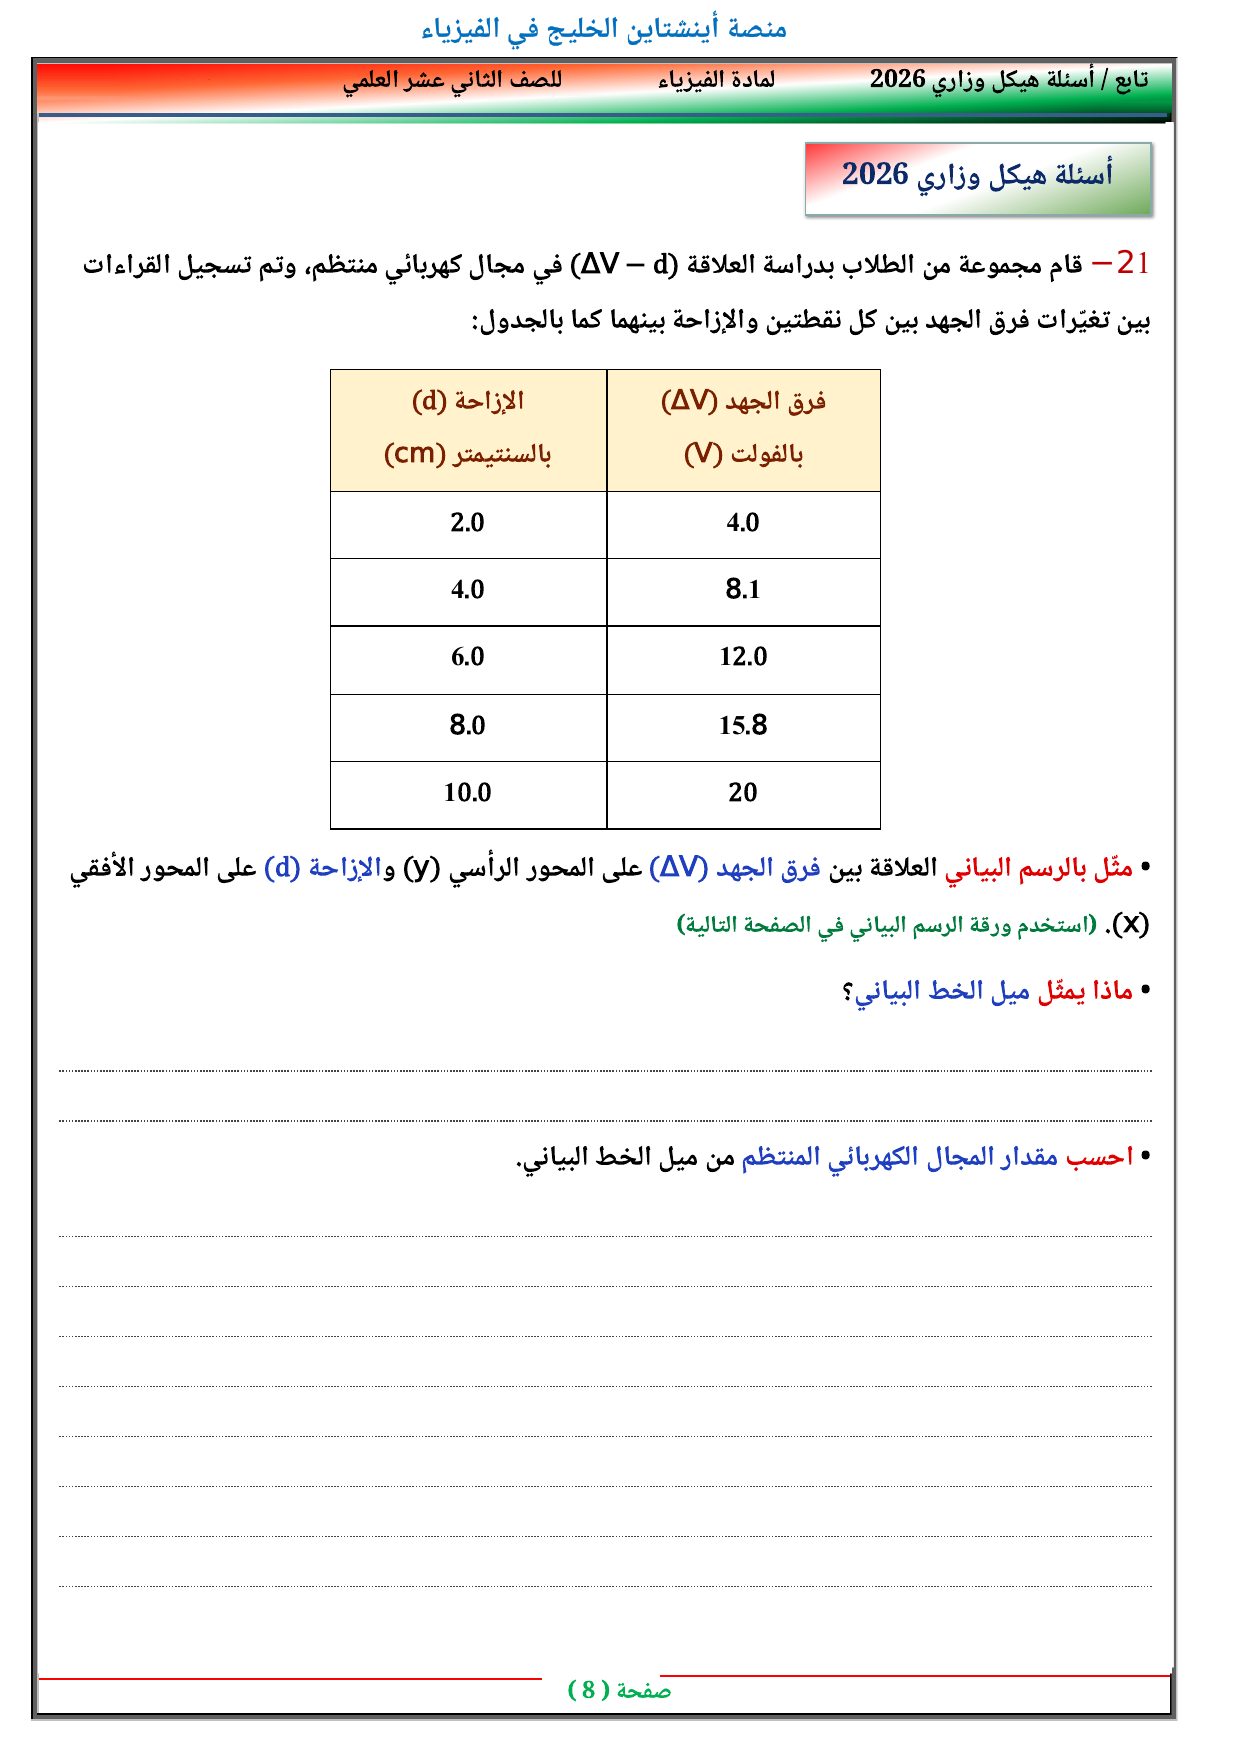 منصة أينشتاين الخليج في الفيزياء
تابع / أسئلة هيكل وزاري 2026 لمادة الفيزياء للصف الثاني عشر العلمي
أسئلة هيكل وزاري 2026
21– قام مجموعة من الطلاب بدراسة العلاقة (ΔV – d) في مجال كهربائي منتظم، وتم تسجيل القراءات
بين تغيّرات فرق الجهد بين كل نقطتين والإزاحة بينهما كما بالجدول:
فرق الجهد (ΔV) الإزاحة (d)
بالفولت (V) بالسنتيمتر (cm)
4.0 2.0
8.1 4.0
12.0 6.0
15.8 8.0
20 10.0
• مثّل بالرسم البياني العلاقة بين فرق الجهد (ΔV) على المحور الرأسي (y) والإزاحة (d) على المحور الأفقي
(x). (استخدم ورقة الرسم البياني في الصفحة التالية)
• ماذا يمثّل ميل الخط البياني؟
• احسب مقدار المجال الكهربائي المنتظم من ميل الخط البياني.
صفحة ( 8 )